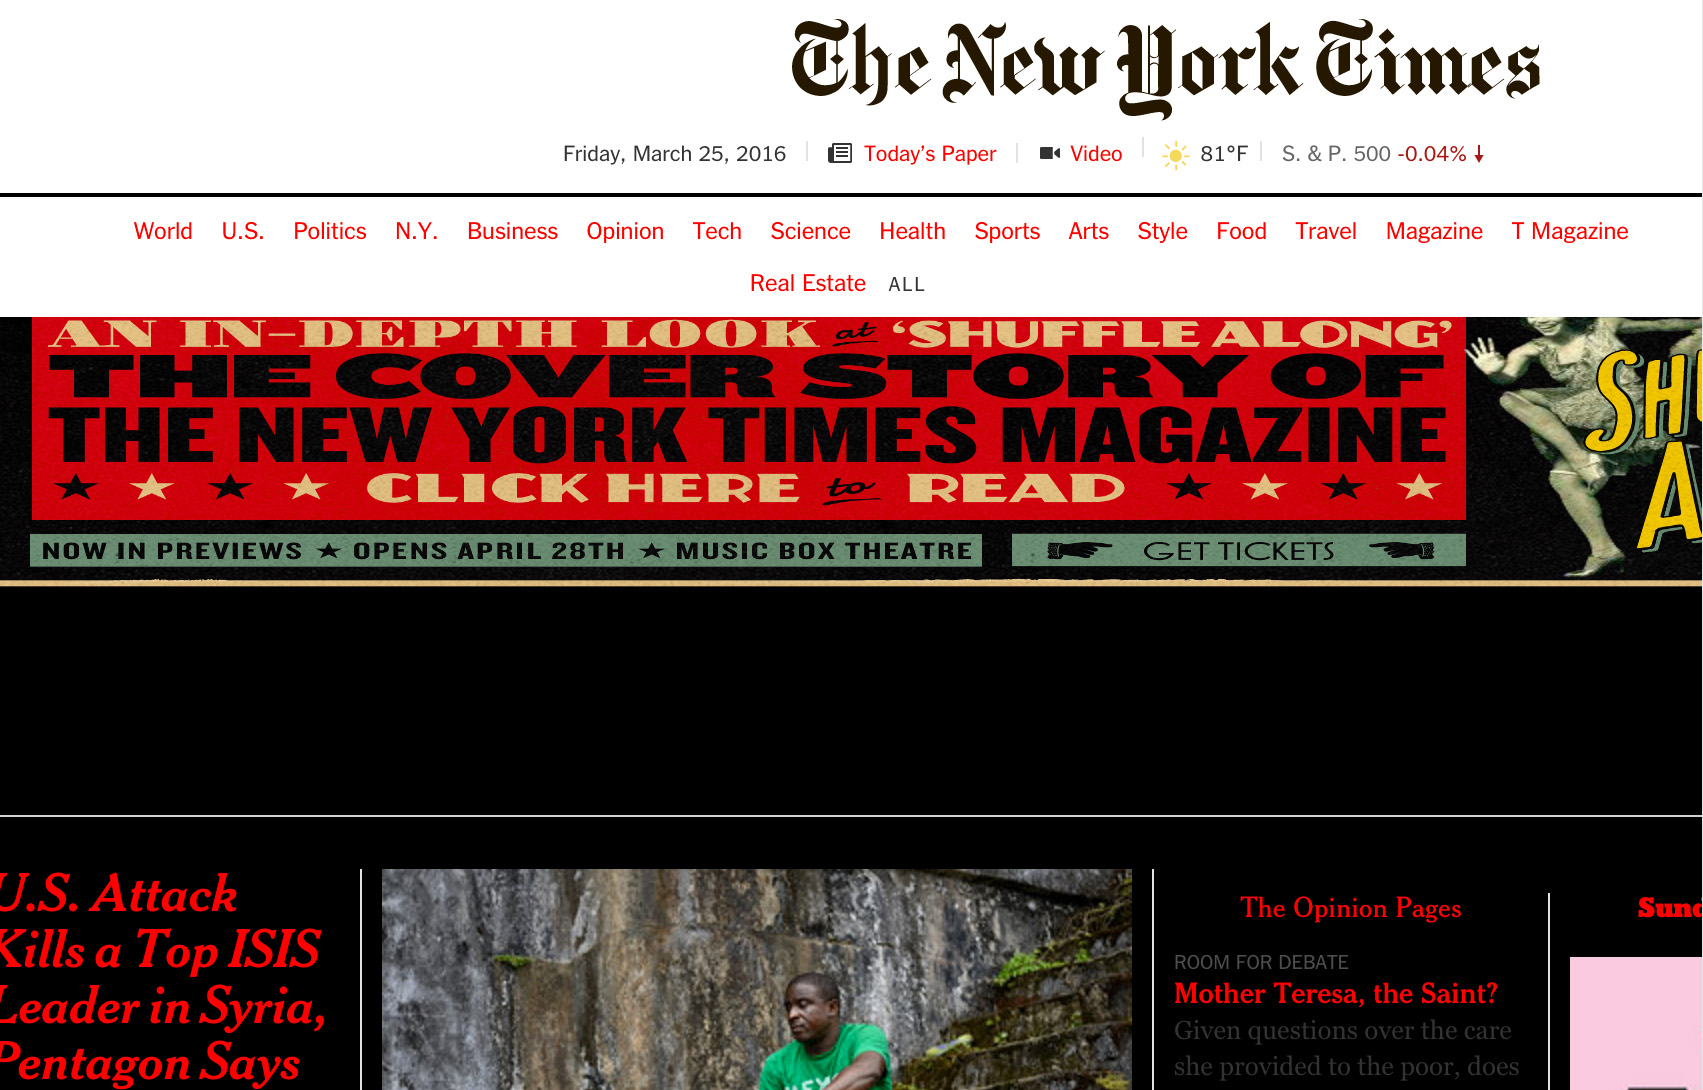 The New York Times
Friday, March 25, 2016 Today's Paper Video 81°F S. & P. 500 -0.04%
World U.S. Politics N.Y. Business Opinion Tech Science Health Sports Arts Style Food Travel Magazine T Magazine
Real Estate ALL
AN IN-DEPTH LOOK at ‘SHUFFLE ALONG’
THE COVER STORY OF
THE NEW YORK TIMES MAGAZINE
CLICK HERE to READ
NOW IN PREVIEWS ★ OPENS APRIL 28TH ★ MUSIC BOX THEATRE
GET TICKETS
SH
A
U.S. Attack
Kills a Top ISIS
Leader in Syria,
Pentagon Says
The Opinion Pages
ROOM FOR DEBATE
Mother Teresa, the Saint?
Given questions over the care
she provided to the poor, does